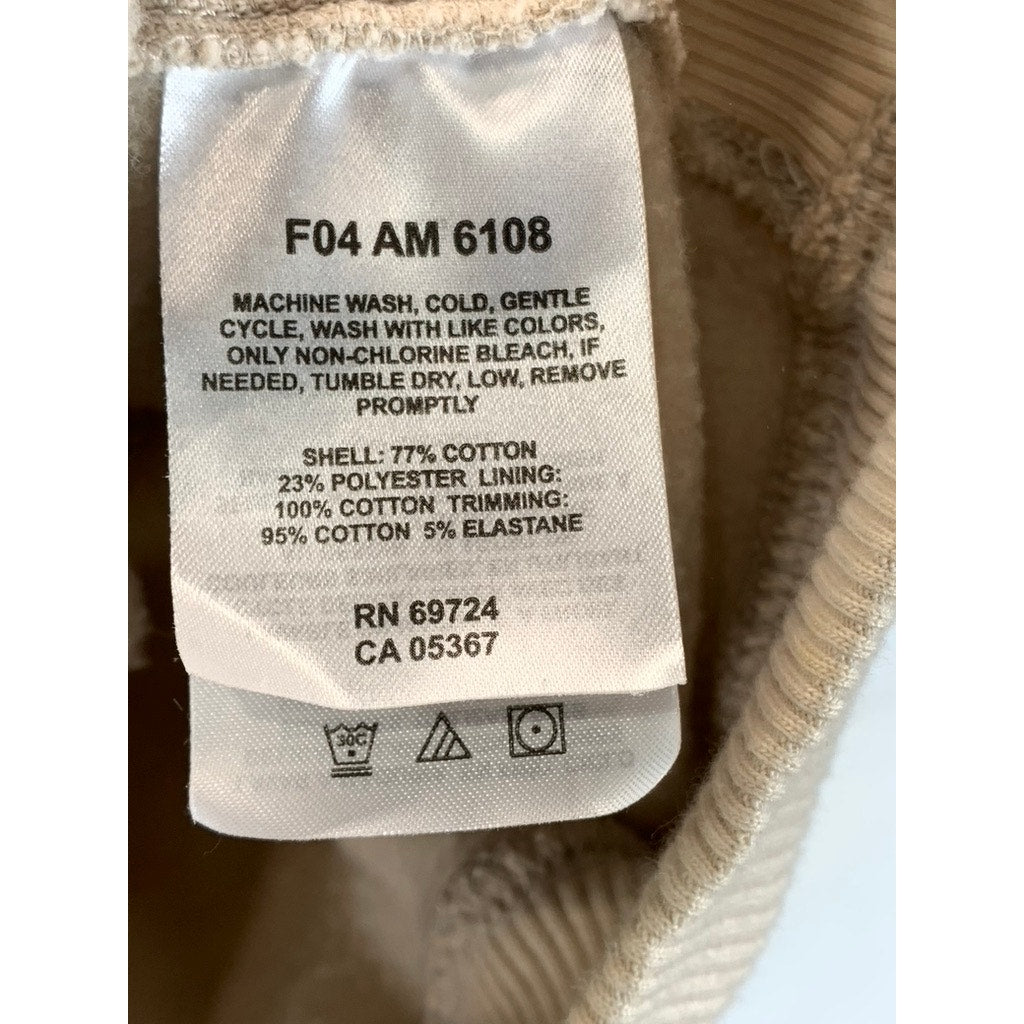 F04 AM 6108
MACHINE WASH, COLD, GENTLE
CYCLE, WASH WITH LIKE COLORS,
ONLY NON-CHLORINE BLEACH, IF
NEEDED, TUMBLE DRY, LOW, REMOVE
PROMPTLY
SHELL: 77% COTTON
23% POLYESTER LINING:
100% COTTON TRIMMING:
95% COTTON 5% ELASTANE
RN 69724
CA 05367
30C